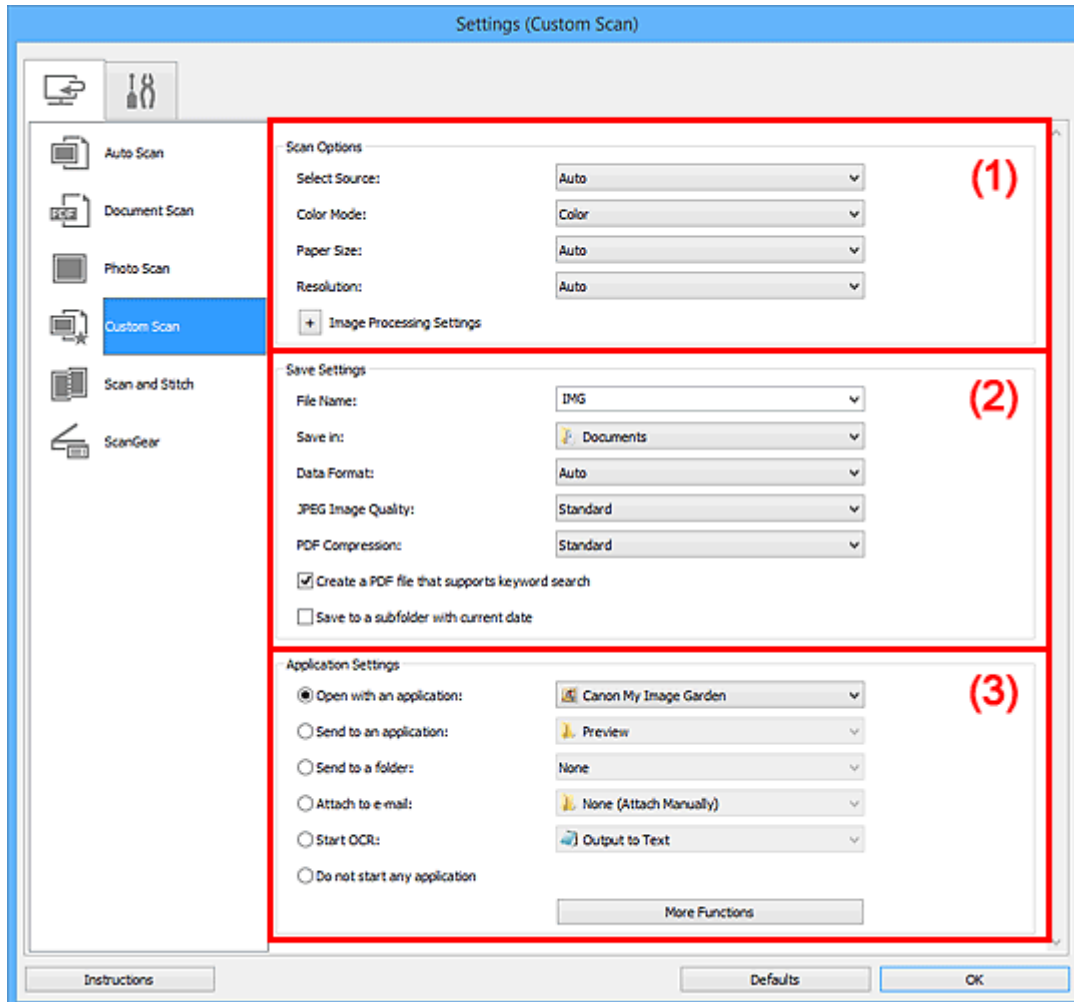 Settings (Custom Scan)
Auto Scan
PDF
Document Scan
Photo Scan
Custom Scan
Scan and Stitch
ScanGear
(1)
Scan Options
Select Source: Auto
Color Mode: Color
Paper Size: Auto
Resolution: Auto
+ Image Processing Settings
(2)
Save Settings
File Name: IMG
Save in: Documents
Data Format: Auto
JPEG Image Quality: Standard
PDF Compression: Standard
Create a PDF file that supports keyword search
Save to a subfolder with current date
(3)
Application Settings
Open with an application: Canon My Image Garden
Send to an application: Preview
Send to a folder: None
Attach to e-mail: None (Attach Manually)
Start OCR: Output to Text
Do not start any application
More Functions
Instructions Defaults OK